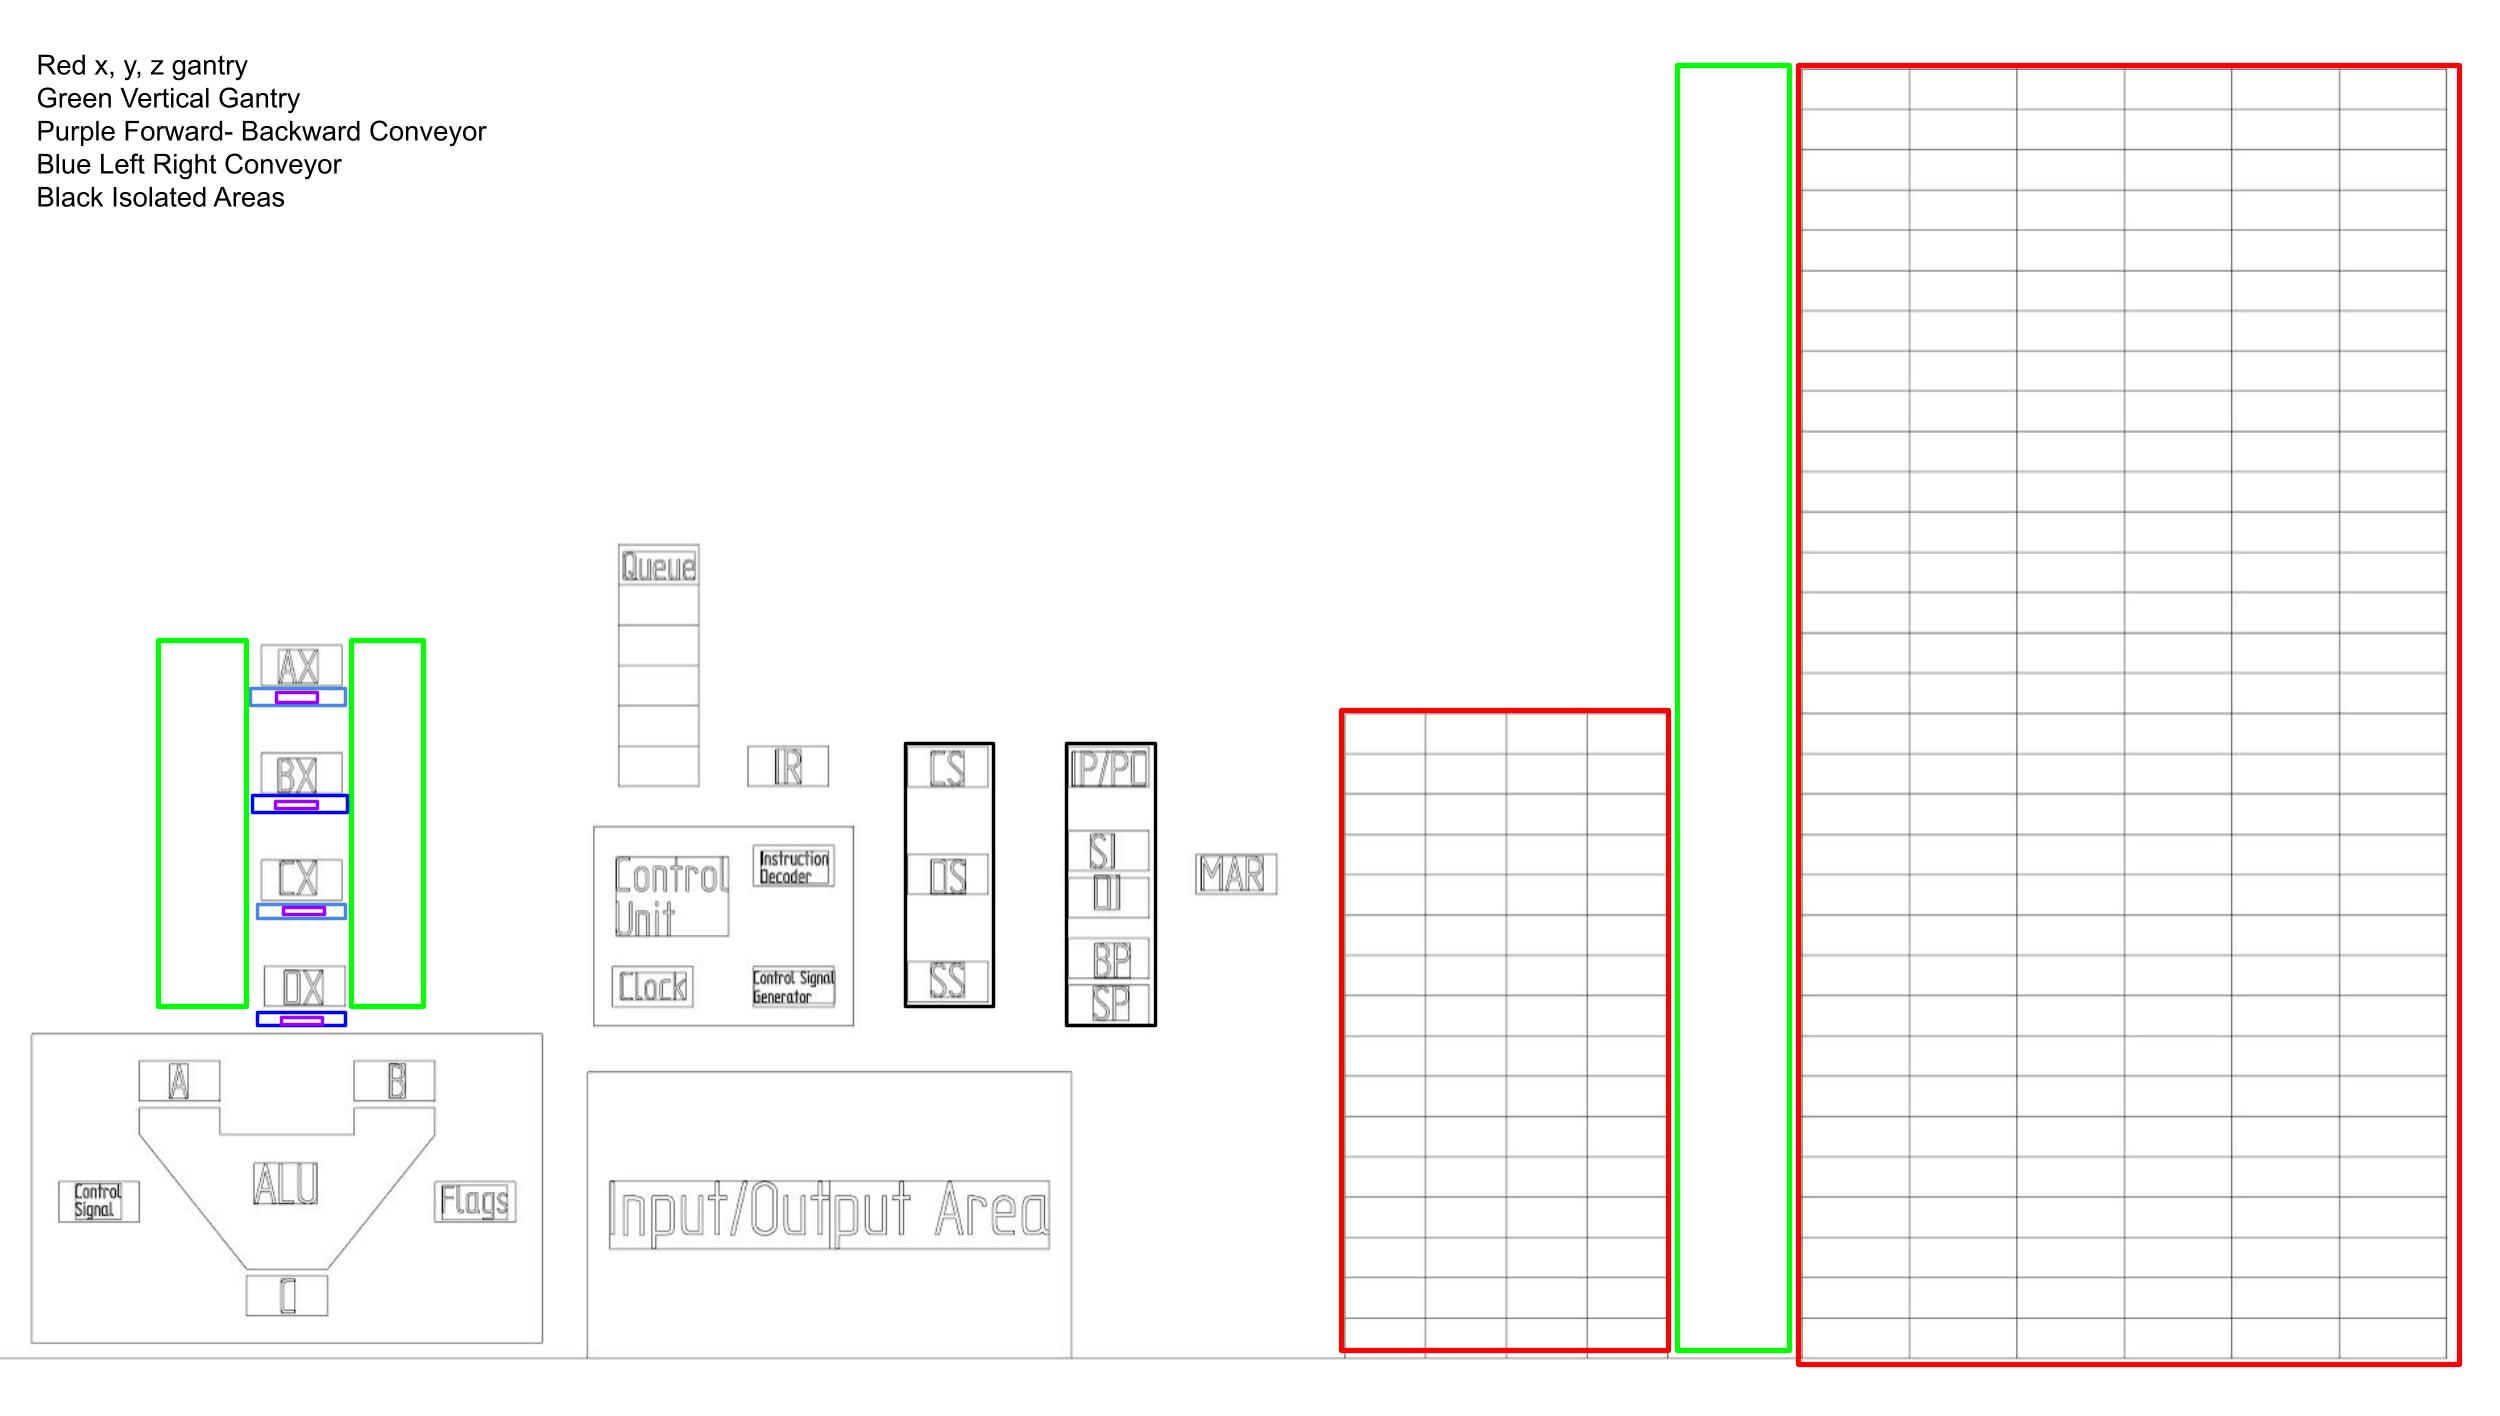 Red x, y, z gantry
Green Vertical Gantry
Purple Forward- Backward Conveyor
Blue Left Right Conveyor
Black Isolated Areas
Queue
AX
BX
CX
DX
IR
CS
DS
SS
IP/PC
SI
DI
BP
SP
MAR
Control
Unit
Instruction
Decoder
Clock
Control Signal
Generator
A
B
ALU
Control
Signal
Flags
C
Input/Output Area